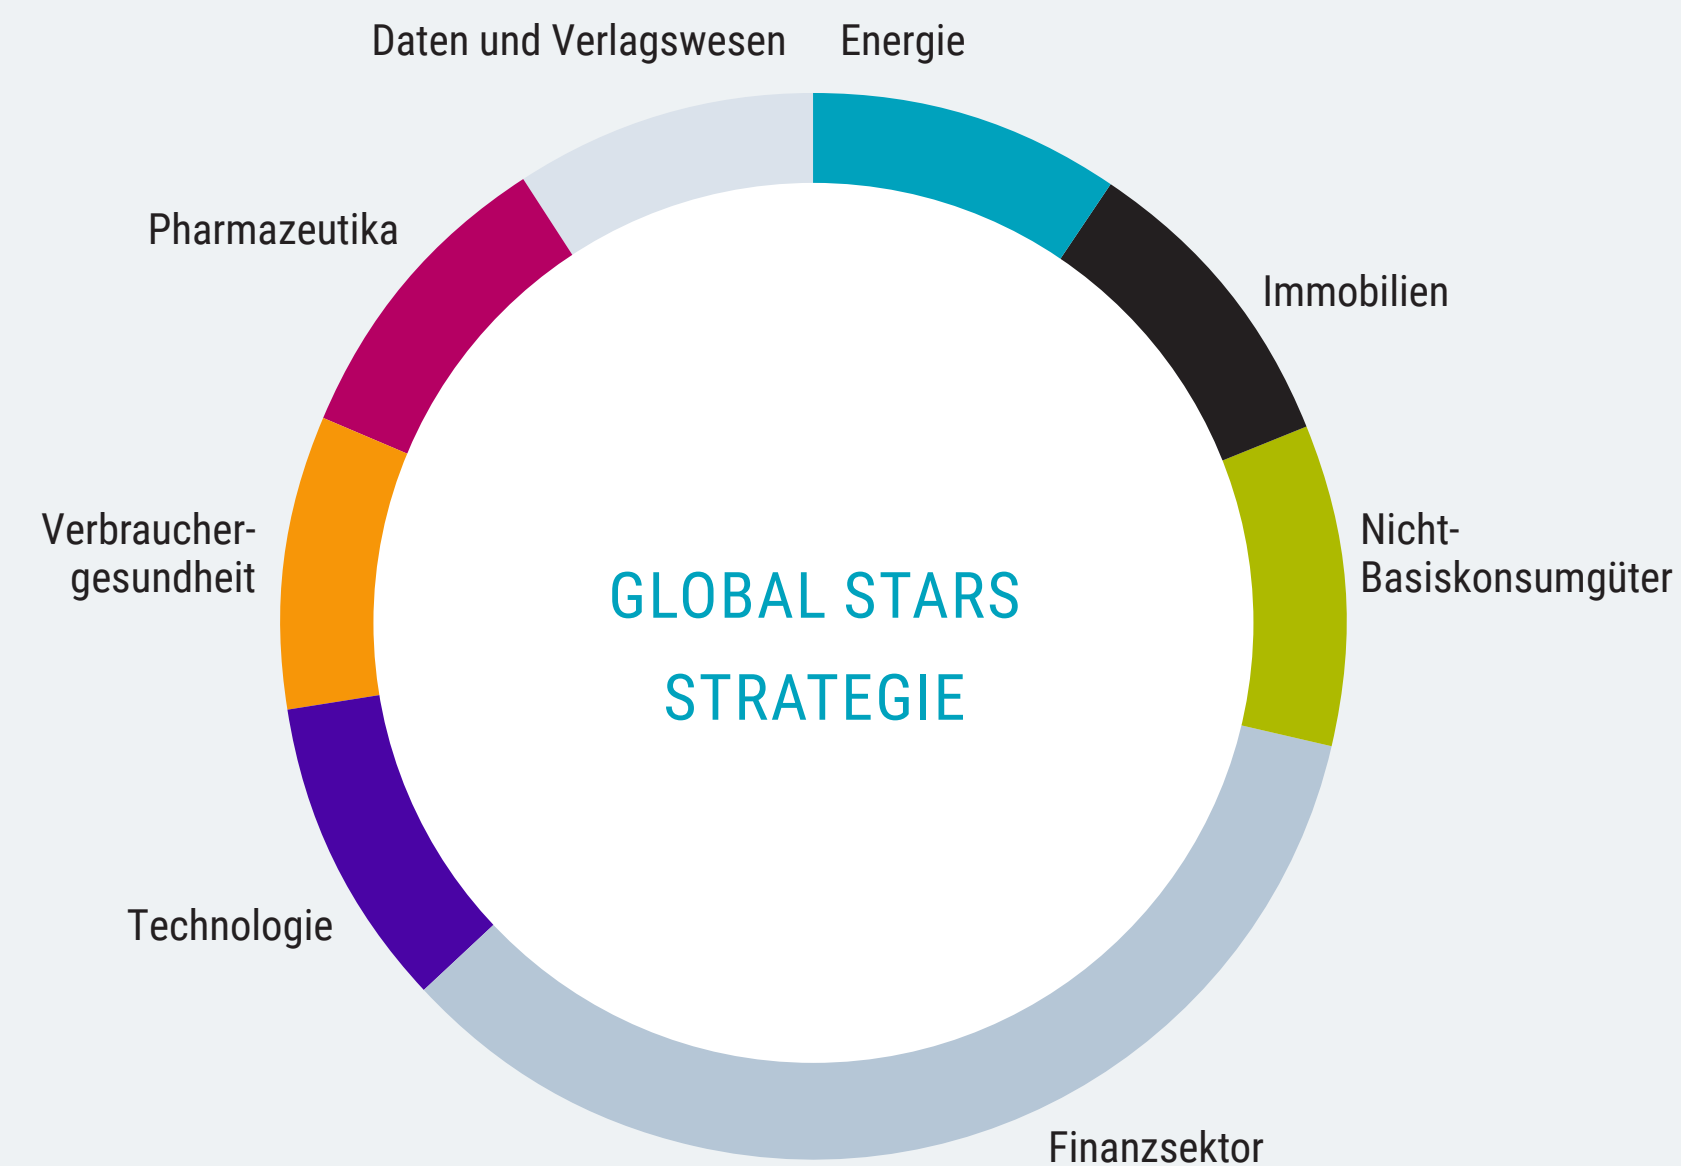 Daten und Verlagswesen
Energie
Pharmazeutika
Immobilien
Verbraucher-
gesundheit
Nicht-
Basiskonsumgüter
GLOBAL STARS
STRATEGIE
Technologie
Finanzsektor